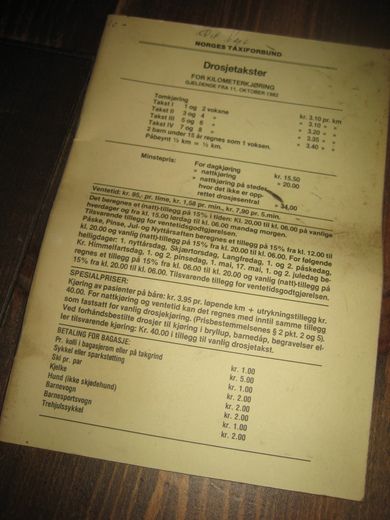 NORGES TAXIFORBUND
Drosjetakster
FOR KILOMETERKJØRING
GJELDENDE FRA 11. OKTOBER 1982
Tomkjøring kr. 3.10 pr. km
Takst I 1 og 2 voksne » 3.10 » »
Takst II 3 og 4 » » 3.20 » »
Takst III 5 og 6 » » 3.35 » »
Takst IV 7 og 8 » » 3.40 » »
2 barn under 15 år regnes som 1 voksen.
Påbeynt ½ km = ½ km.
Minstepris: For dagkjøring kr. 15.50
» nattkjøring » 20.00
» nattkjøring på steder
hvor det ikke er opp-
rettet drosjesentral » 34.00
Ventetid: kr. 95,- pr. time, kr. 1,58 pr. min., kr. 7,90 pr. 5.min.
Det beregnes et (natt)-tillegg på 15% i tiden: Kl. 20.00 til kl. 06.00 på vanlige
hverdager og fra kl. 15.00 lørdag til kl. 06.00 mandag morgen.
Tilsvarende tillegg for ventetidsgodtgjørelsen.
Påske, Pinse, Jul- og Nyttårsaften beregnes et tillegg på 15% fra kl. 12.00 til
kl. 20.00 og vanlig (natt)-tillegg på 15% fra kl. 20.00 til kl. 06.00. For følgende
helligdager: 1. nyttårsdag, Skjærtorsdag, Langfredag, 1. og 2. påskedag,
Kr. Himmelfartsdag, 1. og 2. pinsedag, 1. mai, 17. mai, 1. og 2. juledag be-
regnes et tillegg på 15% fra kl. 06.00 til kl. 20.00 og vanlig (natt)-tillegg på
15% fra kl. 20.00 til kl. 06.00. Tilsvarende tillegg for ventetidsgodtgjørelsen.
SPESIALPRISER:
Kjøring av pasienter på båre: kr. 3.95 pr. løpende km + utrykningstillegg kr.
40.00. For nattkjøring og ventetid kan det regnes med inntil samme tillegg
som fastsatt for vanlig drosjekjøring. (Prisbestemmelsenes § 2 pkt. 2 og 5).
Ved forhåndsbestilte drosjer til kjøring i bryllup, barnedåp, begravelser el-
ler tilsvarende kjøring: Kr. 40.00 i tillegg til vanlig drosjetakst.
BETALING FOR BAGASJE:
Pr. kolli i bagasjerom eller på takgrind kr. 1.00
Sykkel eller sparkstøtting kr. 5.00
Ski pr. par kr. 1.00
Kjelke kr. 1.00
Hund (ikke skjødehund) kr. 2.00
Barnevogn kr. 2.00
Barnesportsvogn kr. 2.00
Trehjulssykkel kr. 2.00